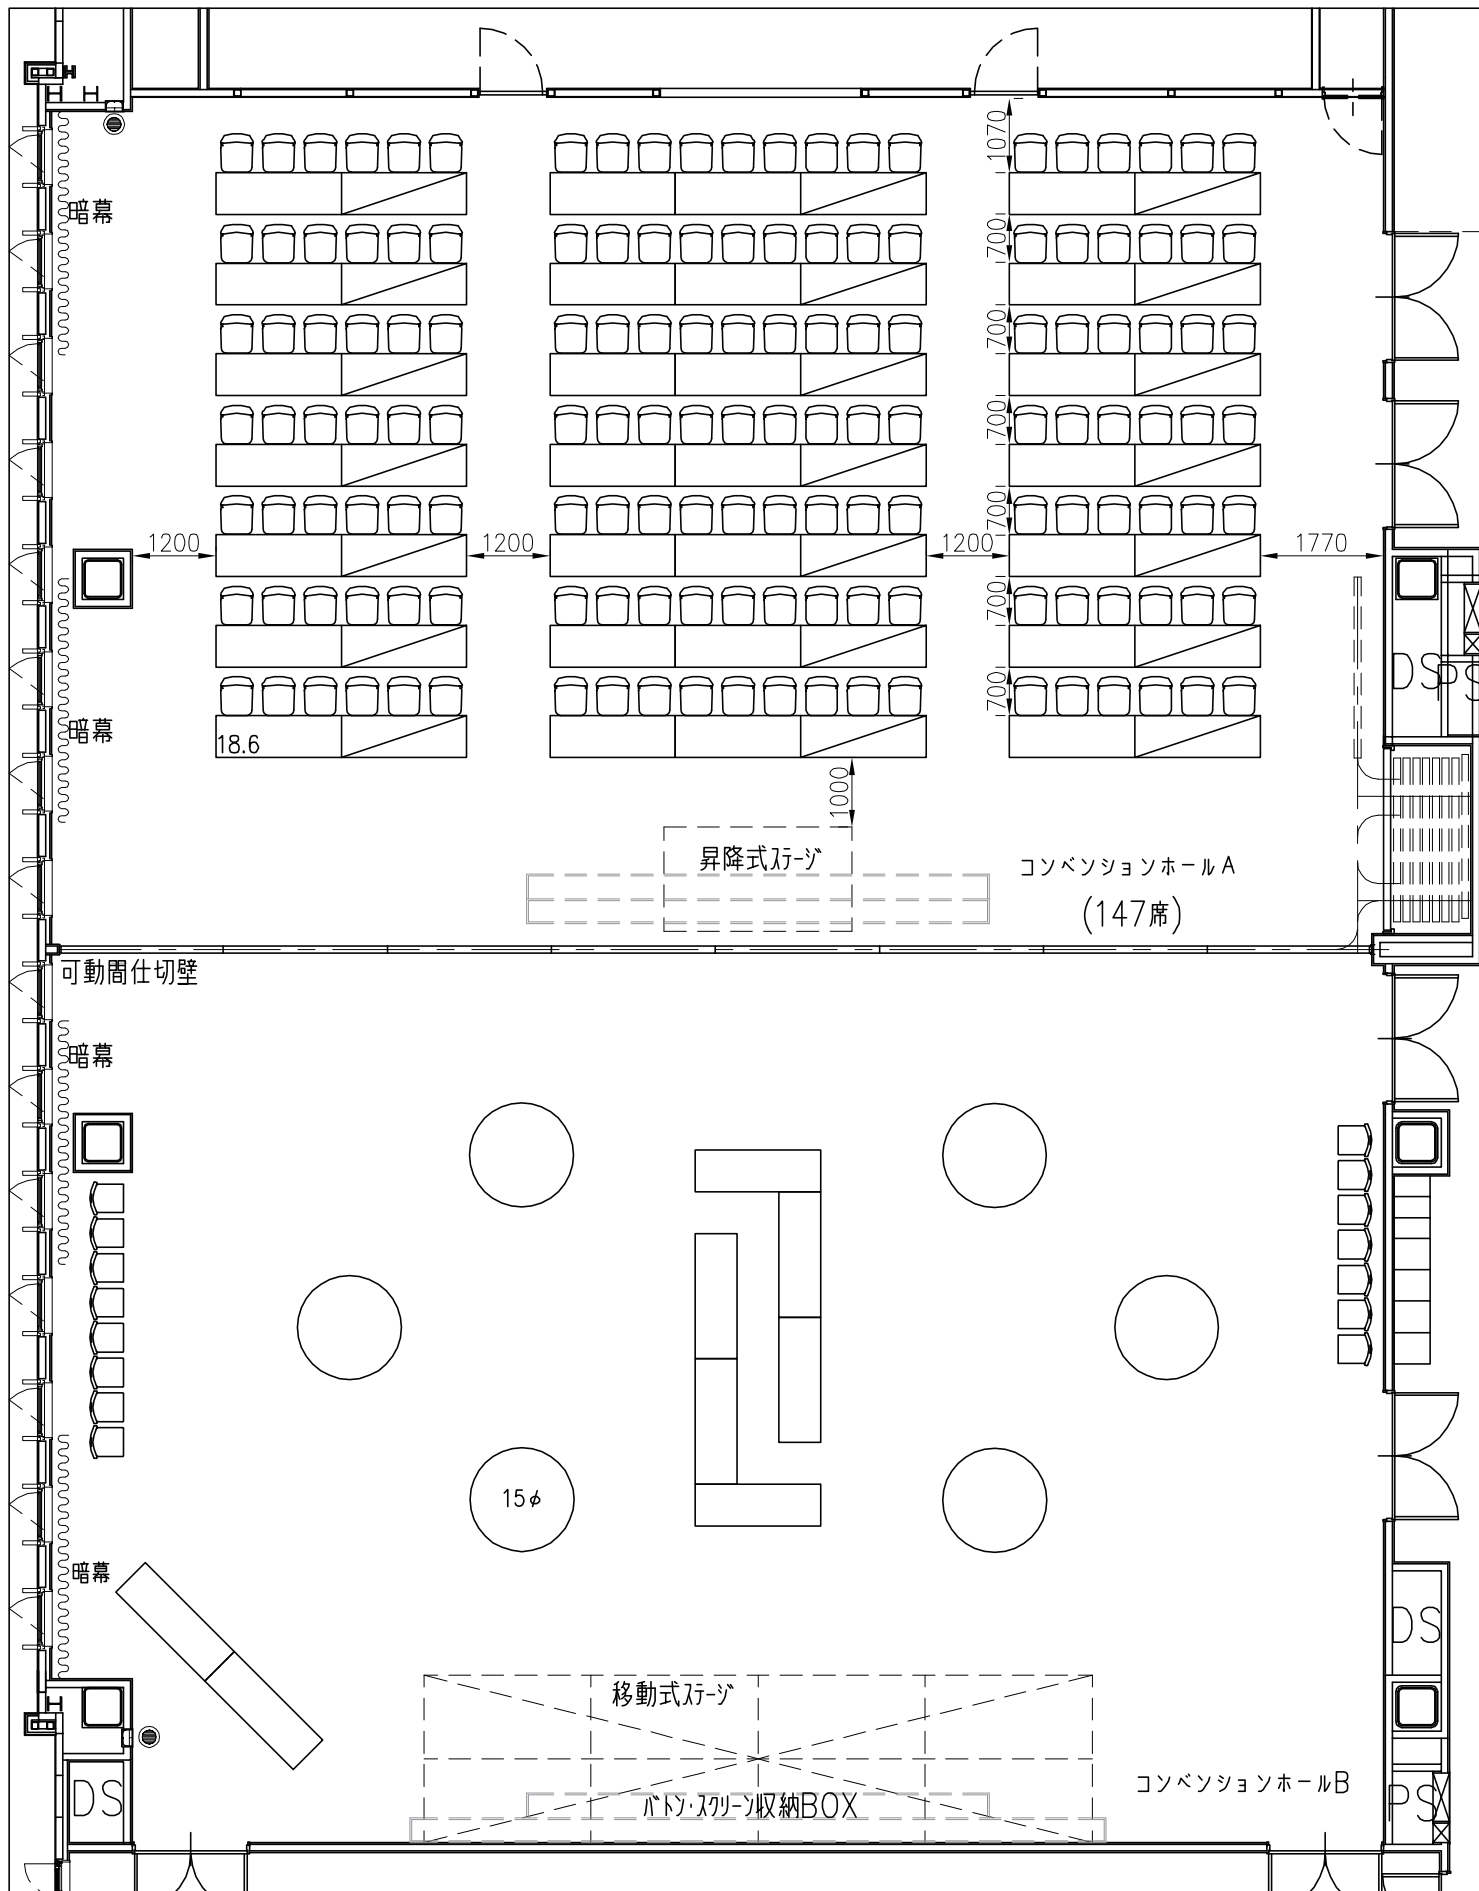 1070
暗幕
700
700
700
700
1200
1200
1200
1770
700
DS
PS
700
暗幕
18.6
1000
昇降式ステージ
コンベンションホールA
(147席)
可動間仕切壁
暗幕
15φ
暗幕
DS
移動式ステージ
コンベンションホールB
DS
バトン・スクリーン収納BOX
PS